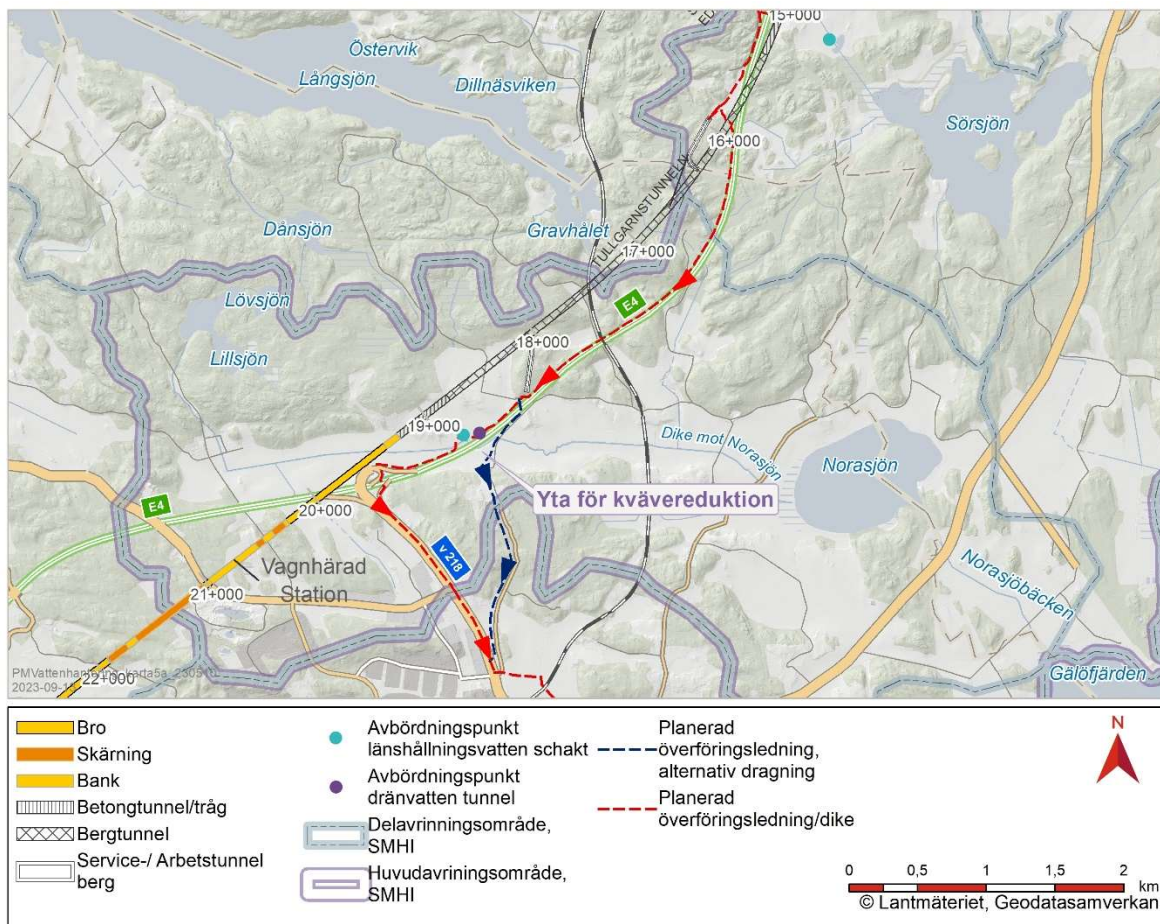 15+000
Östervik
Långsjön
Dillnäsviken
Sörsjön
16+000
TULLGARNSTUNNELN
Dånsjön
Gravhålet
17+000
Lövsjön
E4
Lillsjön
18+000
19+000
Dike mot Norasjön
Norasjön
Yta för kvävereduktion
E4
20+000
v 218
Vagnhärad
Station
21+000
Norasjöbäcken
2023-09-1
22+000
Gälöfjärden
Bro
Skärning
Bank
Betongtunnel/tråg
Bergtunnel
Service-/ Arbetstunnel
berg
Avbördningspunkt
länshållningsvatten schakt
Avbördningspunkt
dränvatten tunnel
Delavrinningsområde,
SMHI
Huvudavriningsområde,
SMHI
Planerad
överföringsledning,
alternativ dragning
Planerad
överföringsledning/dike
N
0 0,5 1 2
km
© Lantmäteriet, Geodatasamverkan